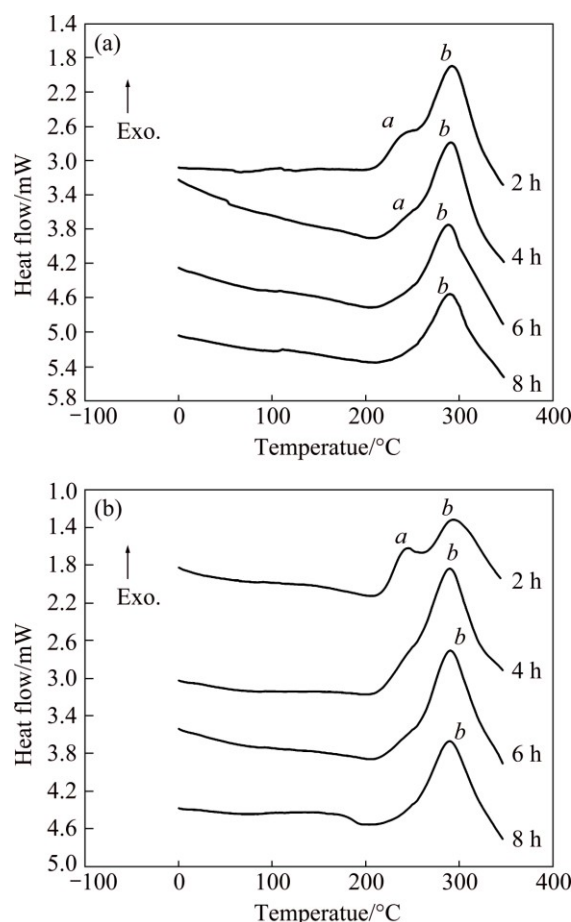 (a)
1.4
1.8
2.2
2.6
3.0
3.4
3.8
4.2
4.6
5.0
5.4
5.8
Heat flow/mW
Exo.
a
b
2 h
a
b
4 h
b
6 h
b
8 h
−100
0
100
200
300
400
Temperatue/°C
(b)
1.0
1.4
1.8
2.2
2.6
3.0
3.4
3.8
4.2
4.6
5.0
Heat flow/mW
Exo.
a
b
2 h
b
4 h
b
6 h
b
8 h
−100
0
100
200
300
400
Temperatue/°C